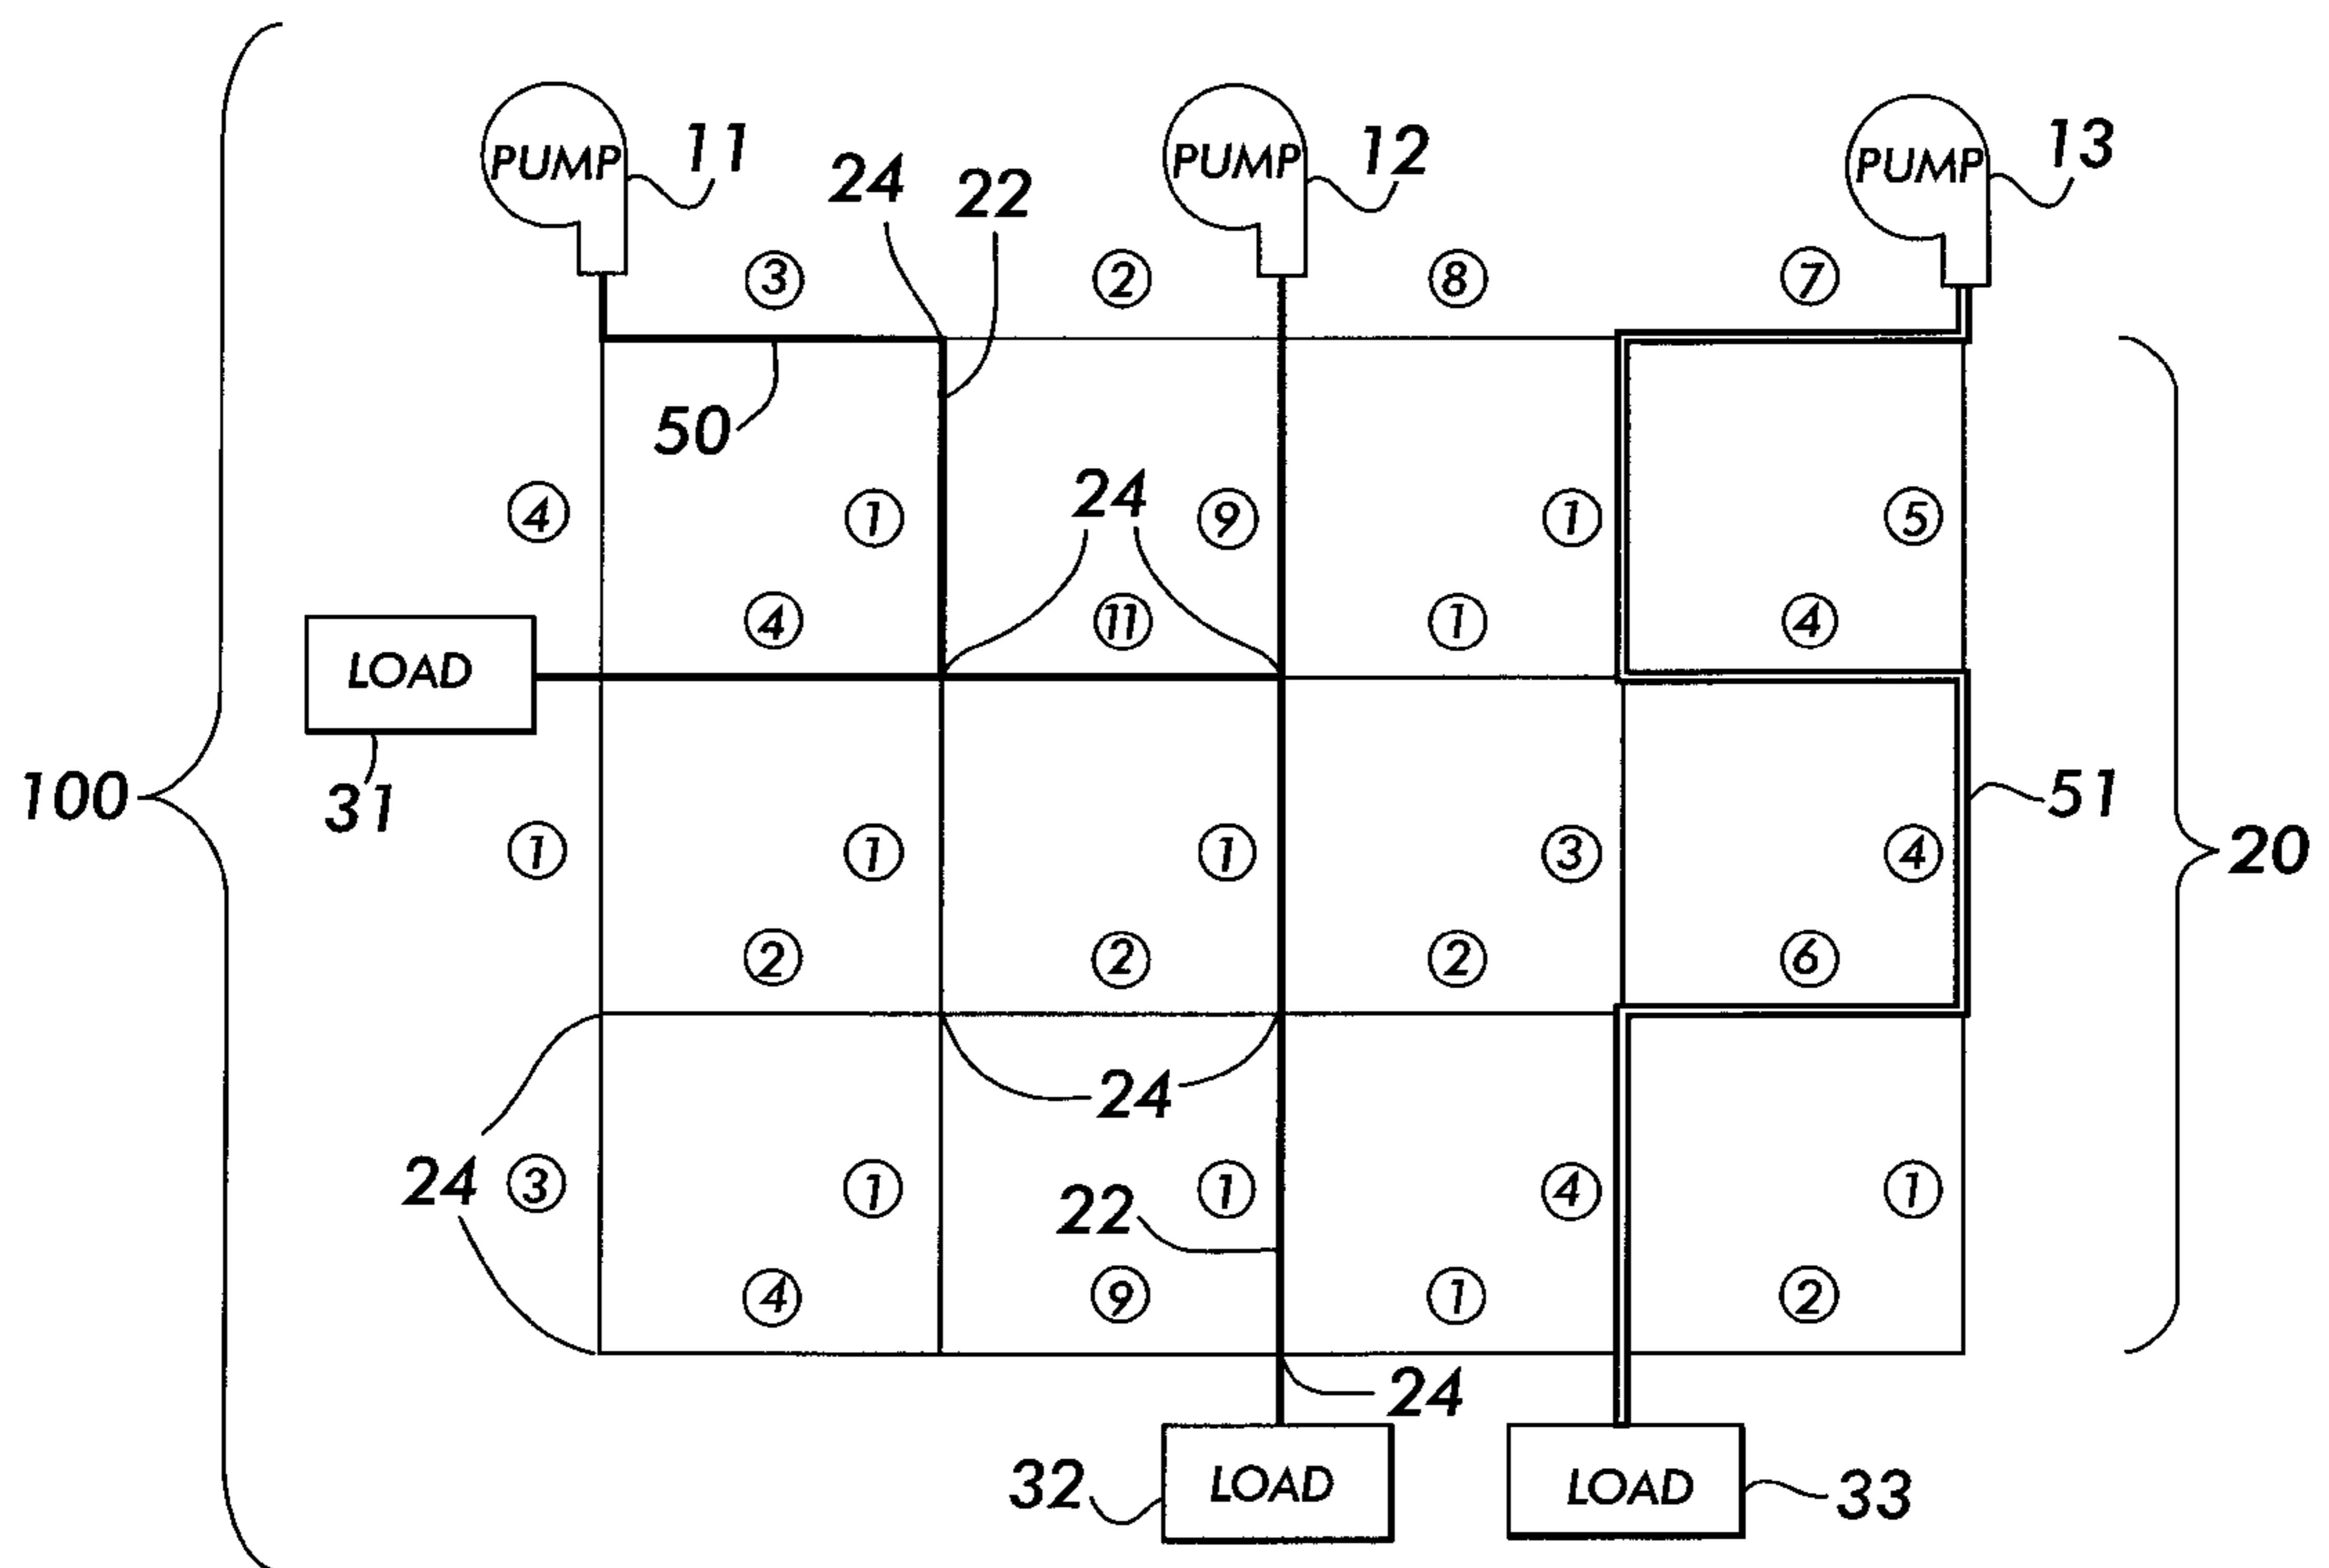 PUMP 11 PUMP 12 PUMP 13
24 22
③ ② ⑧ ⑦
50
④ ① 24 ⑨ ① ⑤
④ ⑪ ① ④
LOAD
31
100
51
20
① ① ① ③ ④
② ② ② ⑥
24
24 ③ ① ① ④ ①
22
④ ⑨ ① ②
24
32 LOAD LOAD 33